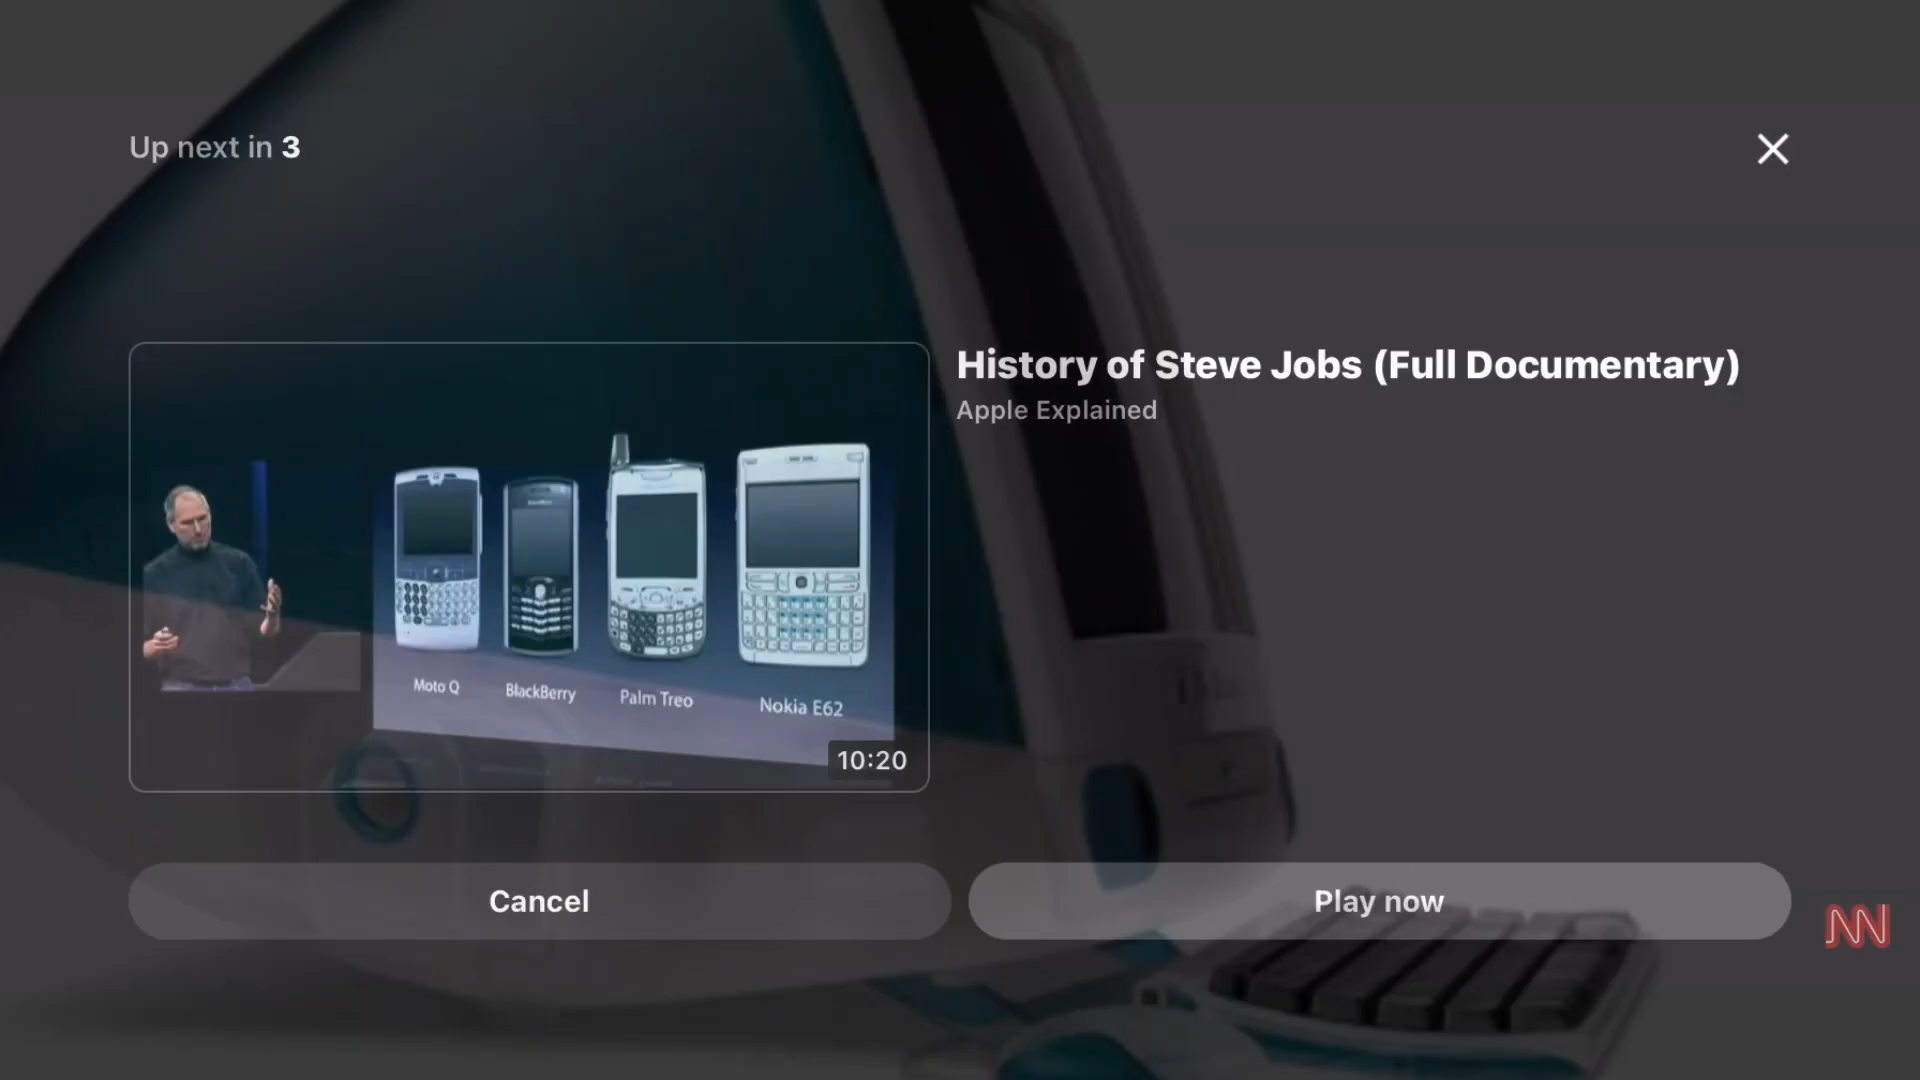 Up next in 3
History of Steve Jobs (Full Documentary)
Apple Explained
Moto Q
BlackBerry
Palm Treo
Nokia E62
10:20
Cancel
Play now